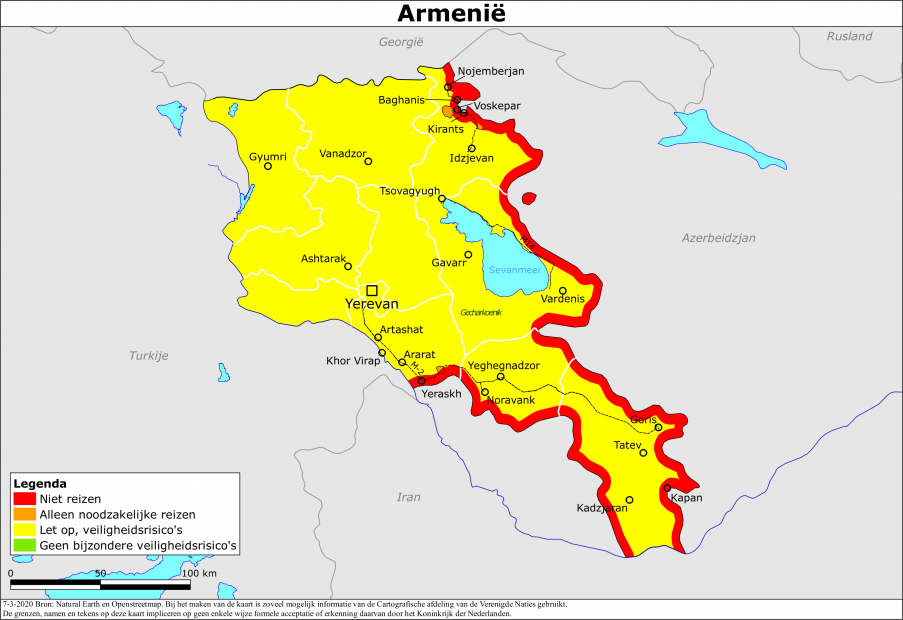 Armenië
Georgië
Rusland
Nojemberjan
Baghanis
Voskepar
Kirants
Gyumri
Vanadzor
Idzjevan
Tsovagyugh
Azerbeidzjan
M14
Ashtarak
Gavarr
Sevanmeer
Vardenis
Yerevan
Gecharkoenik
Artashat
Turkije
Khor Virap
Ararat
M-2
Yeghegnadzor
Yeraskh
Noravank
Goris
Tatev
Iran
Kapan
Kadzjaran
Legenda
Niet reizen
Alleen noodzakelijke reizen
Let op, veiligheidsrisico's
Geen bijzondere veiligheidsrisico's
0 50 100 km
7-3-2020 Bron: Natural Earth en Openstreetmap. Bij het maken van de kaart is zoveel mogelijk informatie van de Cartografische afdeling van de Verenigde Naties gebruikt.
De grenzen, namen en tekens op deze kaart impliceren op geen enkele wijze formele acceptatie of erkenning daarvan door het Koninkrijk der Nederlanden.